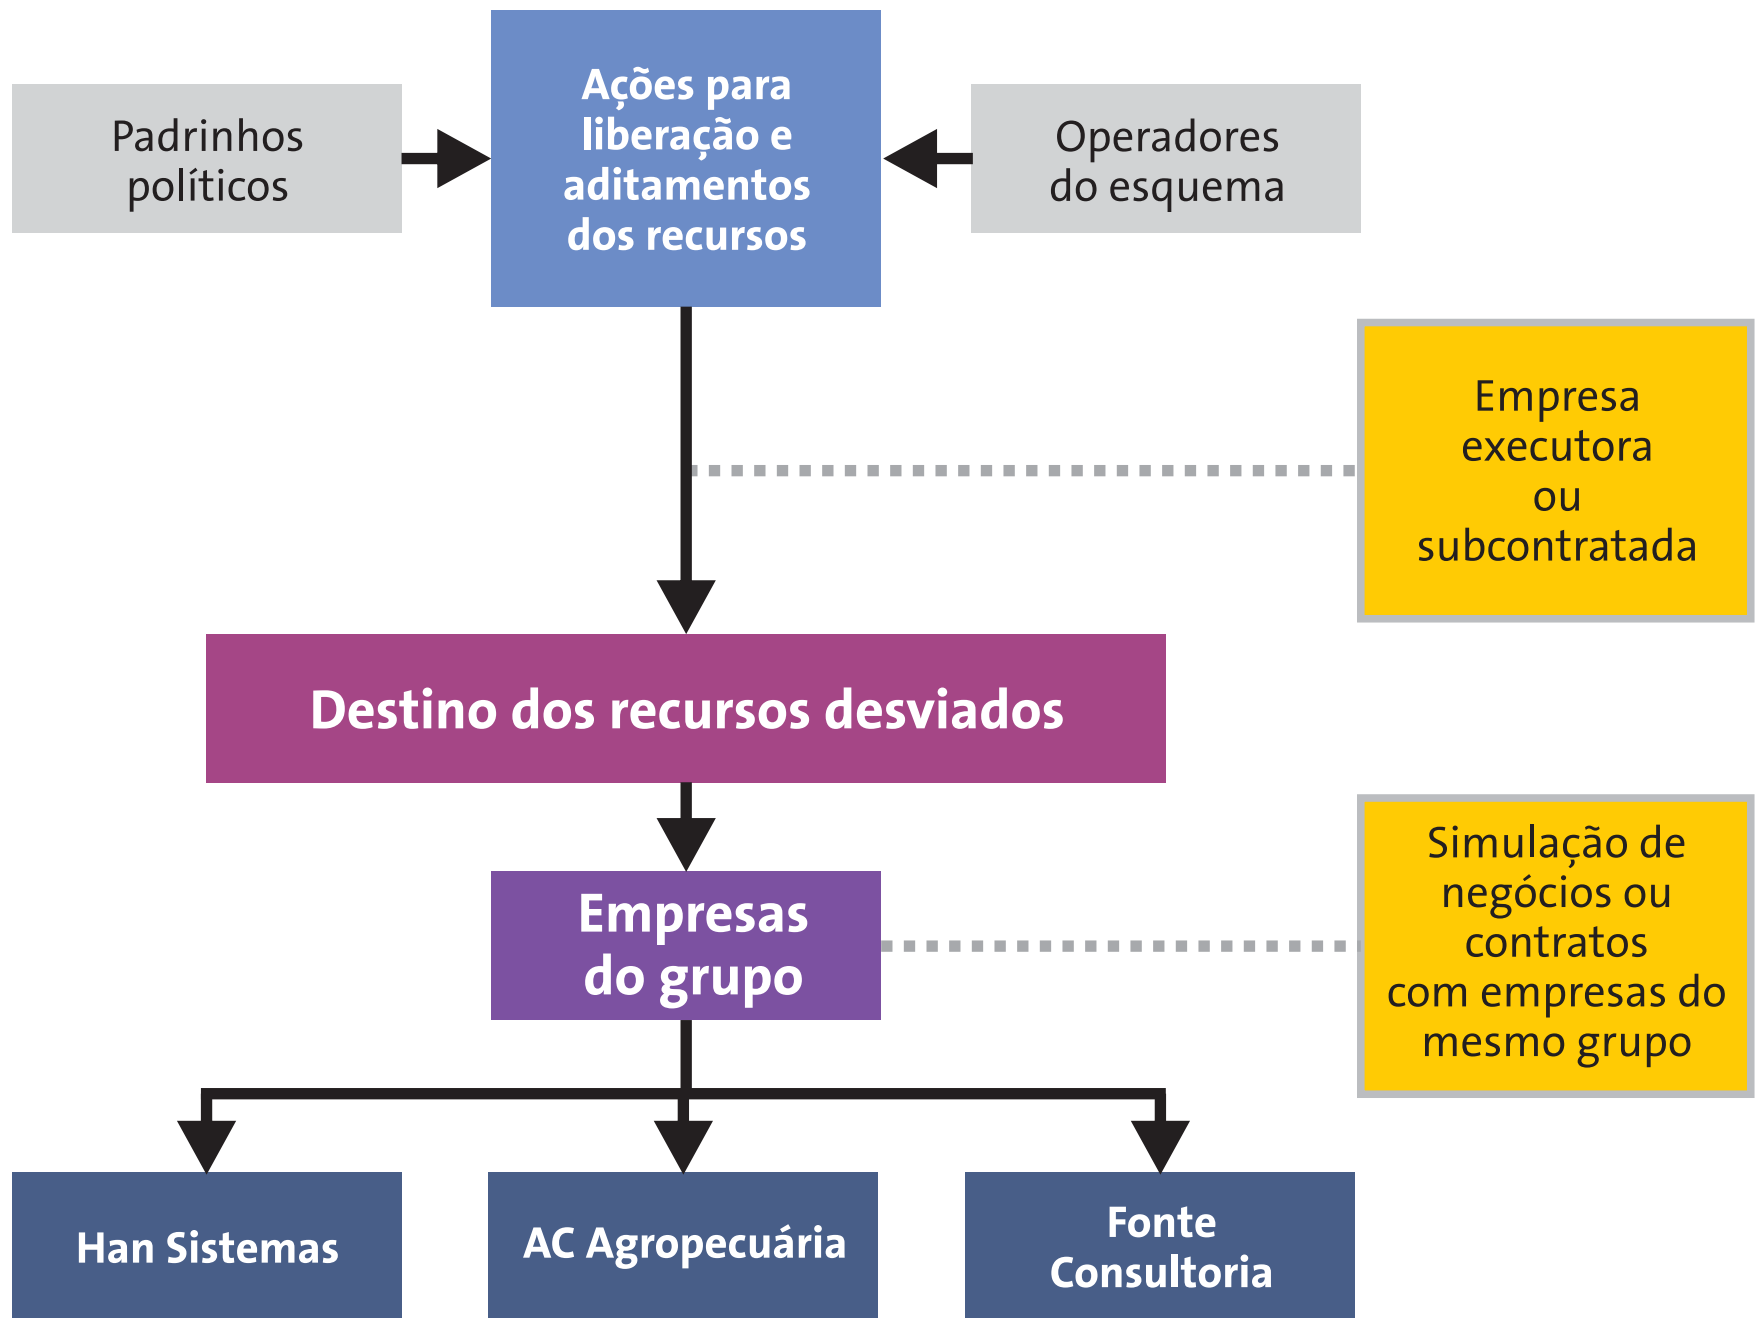 Padrinhos
políticos
Ações para
liberação e
aditamentos
dos recursos
Operadores
do esquema
Empresa
executora
ou
subcontratada
Destino dos recursos desviados
Empresas
do grupo
Simulação de
negócios ou
contratos
com empresas do
mesmo grupo
Han Sistemas
AC Agropecuária
Fonte
Consultoria